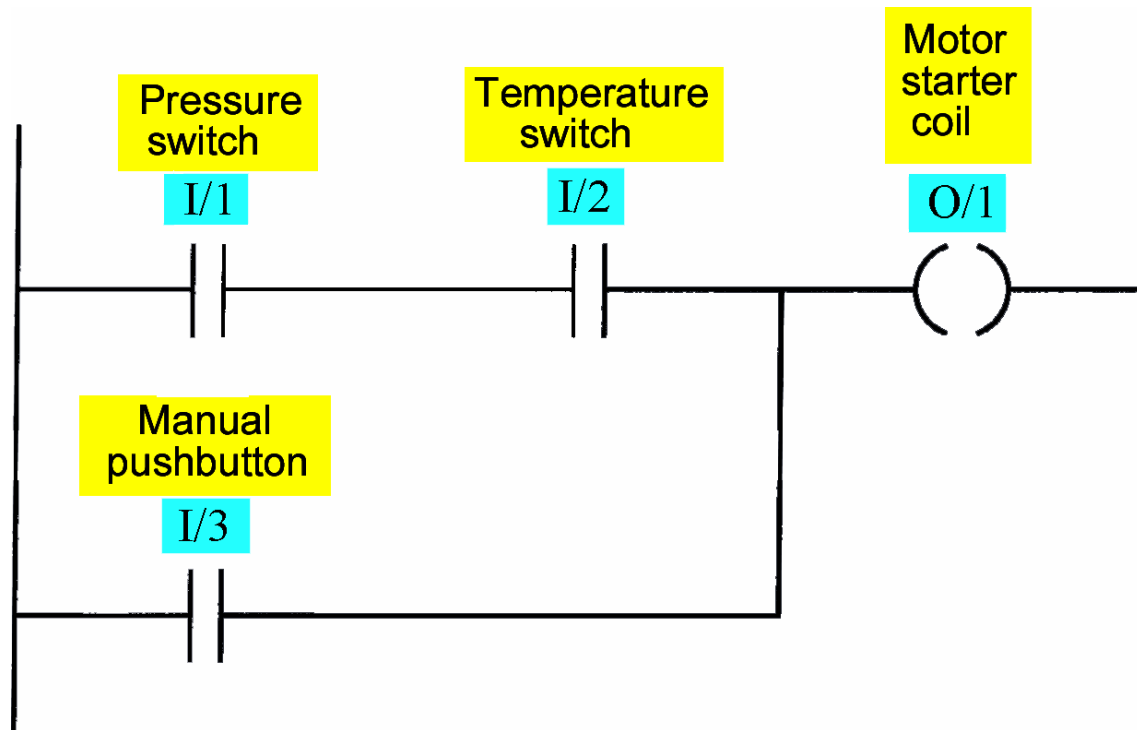 Pressure
switch
I/1
Temperature
switch
I/2
Motor
starter
coil
O/1
Manual
pushbutton
I/3